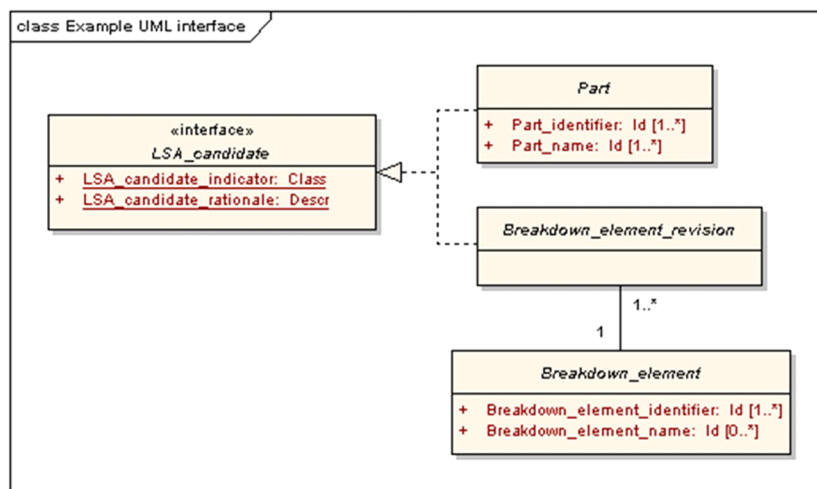 class Example UML interface
«interface»
LSA_candidate
+ LSA_candidate_indicator: Class
+ LSA_candidate_rationale: Descr
Part
+ Part_identifier: Id [1..*]
+ Part_name: Id [1..*]
Breakdown_element_revision
1..*
1
Breakdown_element
+ Breakdown_element_identifier: Id [1..*]
+ Breakdown_element_name: Id [0..*]